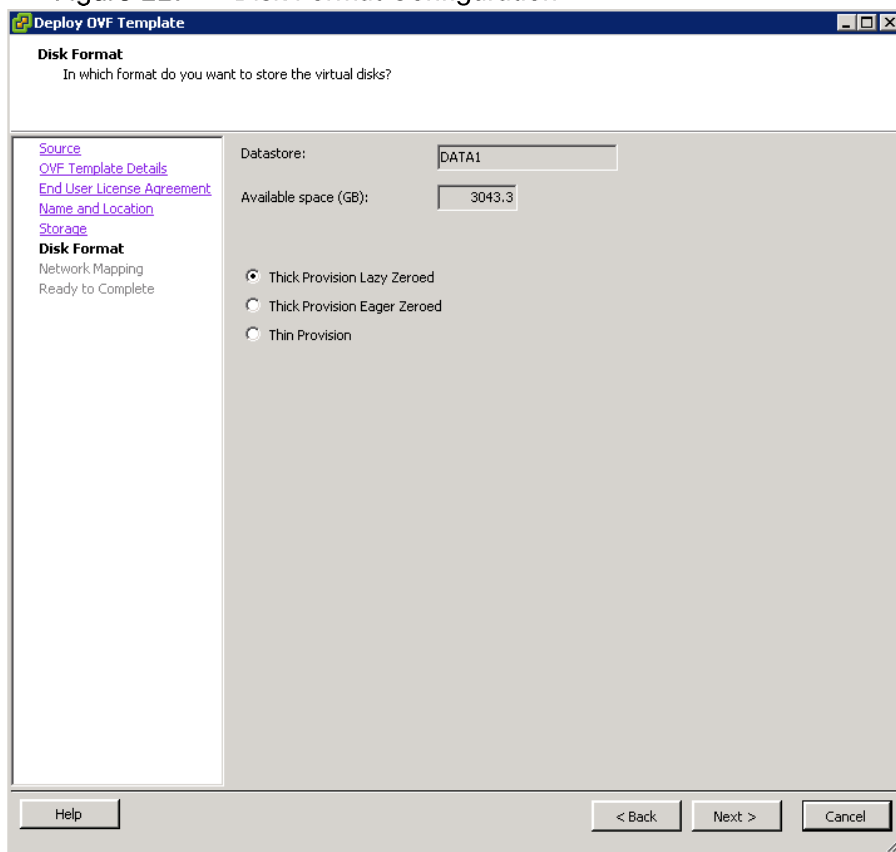 Deploy OVF Template
Disk Format
In which format do you want to store the virtual disks?
Source
OVF Template Details
End User License Agreement
Name and Location
Storage
Disk Format
Network Mapping
Ready to Complete
Datastore:
DATA1
Available space (GB):
3043.3
Thick Provision Lazy Zeroed
Thick Provision Eager Zeroed
Thin Provision
Help
< Back
Next >
Cancel